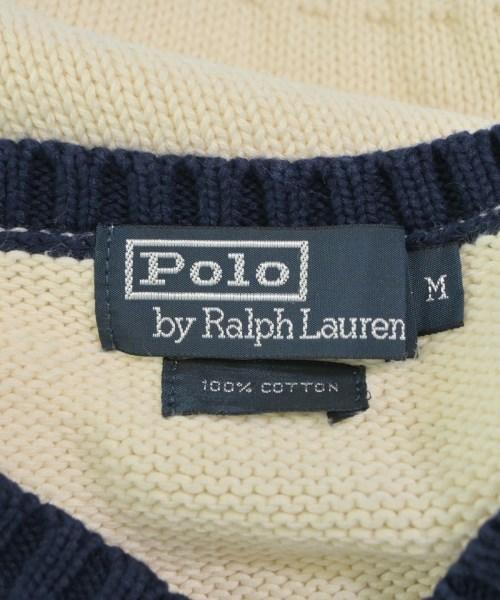 Polo
by Ralph Lauren
M
100% COTTON